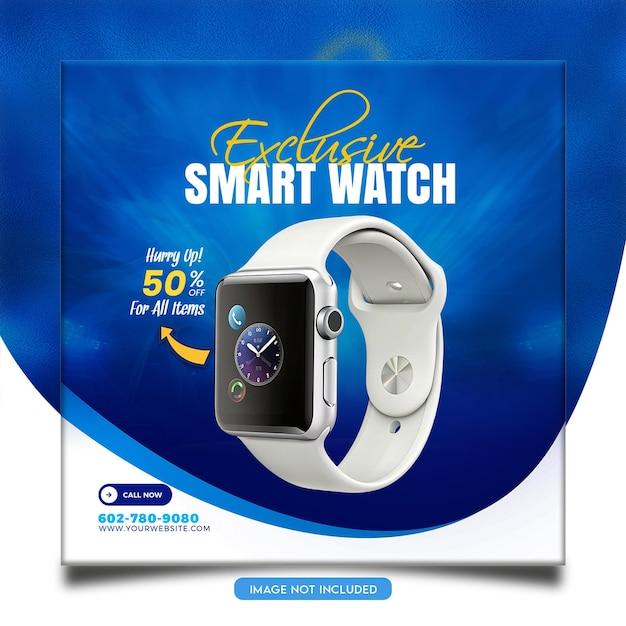 Exclusive
SMART WATCH
Hurry Up!
50% OFF
For All Items
CALL NOW
602-780-9080
WWW.YOURWEBSITE.COM
IMAGE NOT INCLUDED